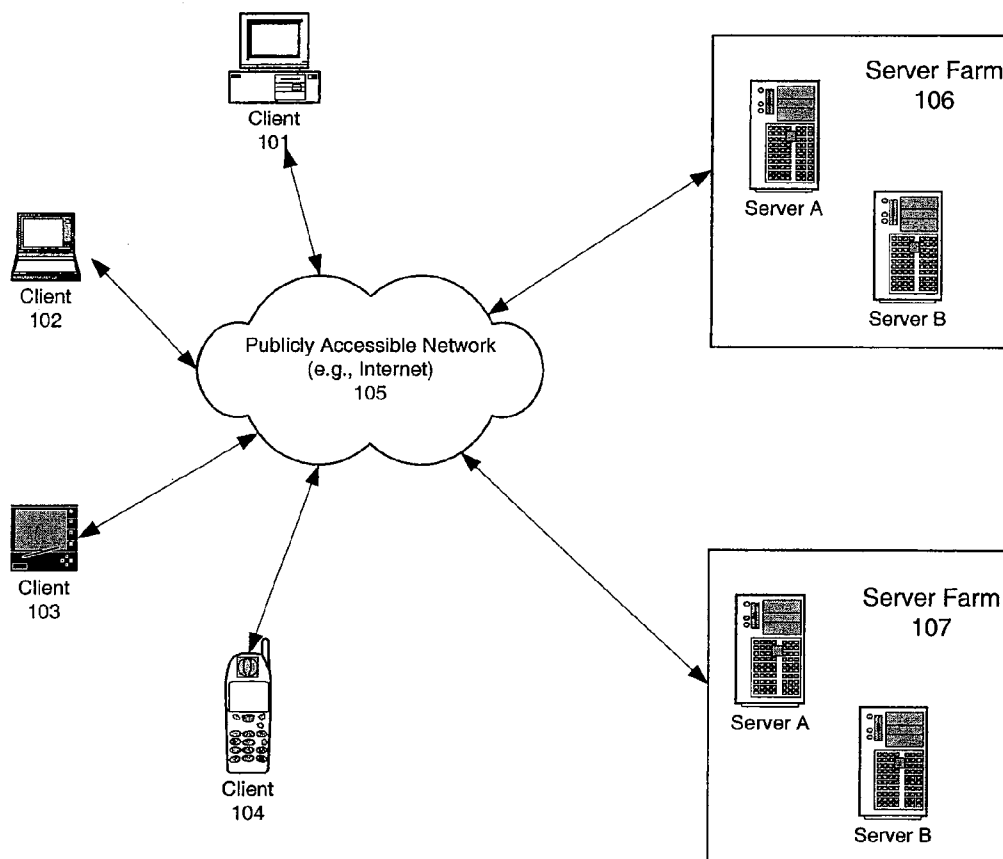 Client
101
Client
102
Publicly Accessible Network
(e.g., Internet)
105
Client
103
Client
104
Server Farm
106
Server A
Server B
Server Farm
107
Server A
Server B